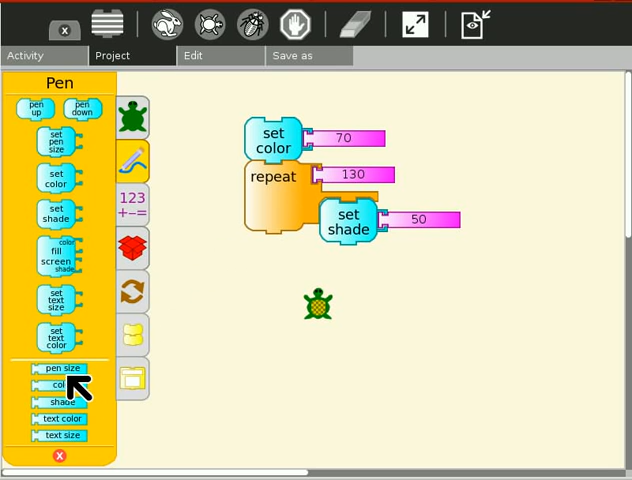 Activity
Project
Edit
Save as
Pen
pen up
pen down
set pen size
set color
set shade
color
fill screen
shade
set text size
set text color
pen size
shade
text color
text size
set color
70
repeat
130
set shade
50
123
+−=